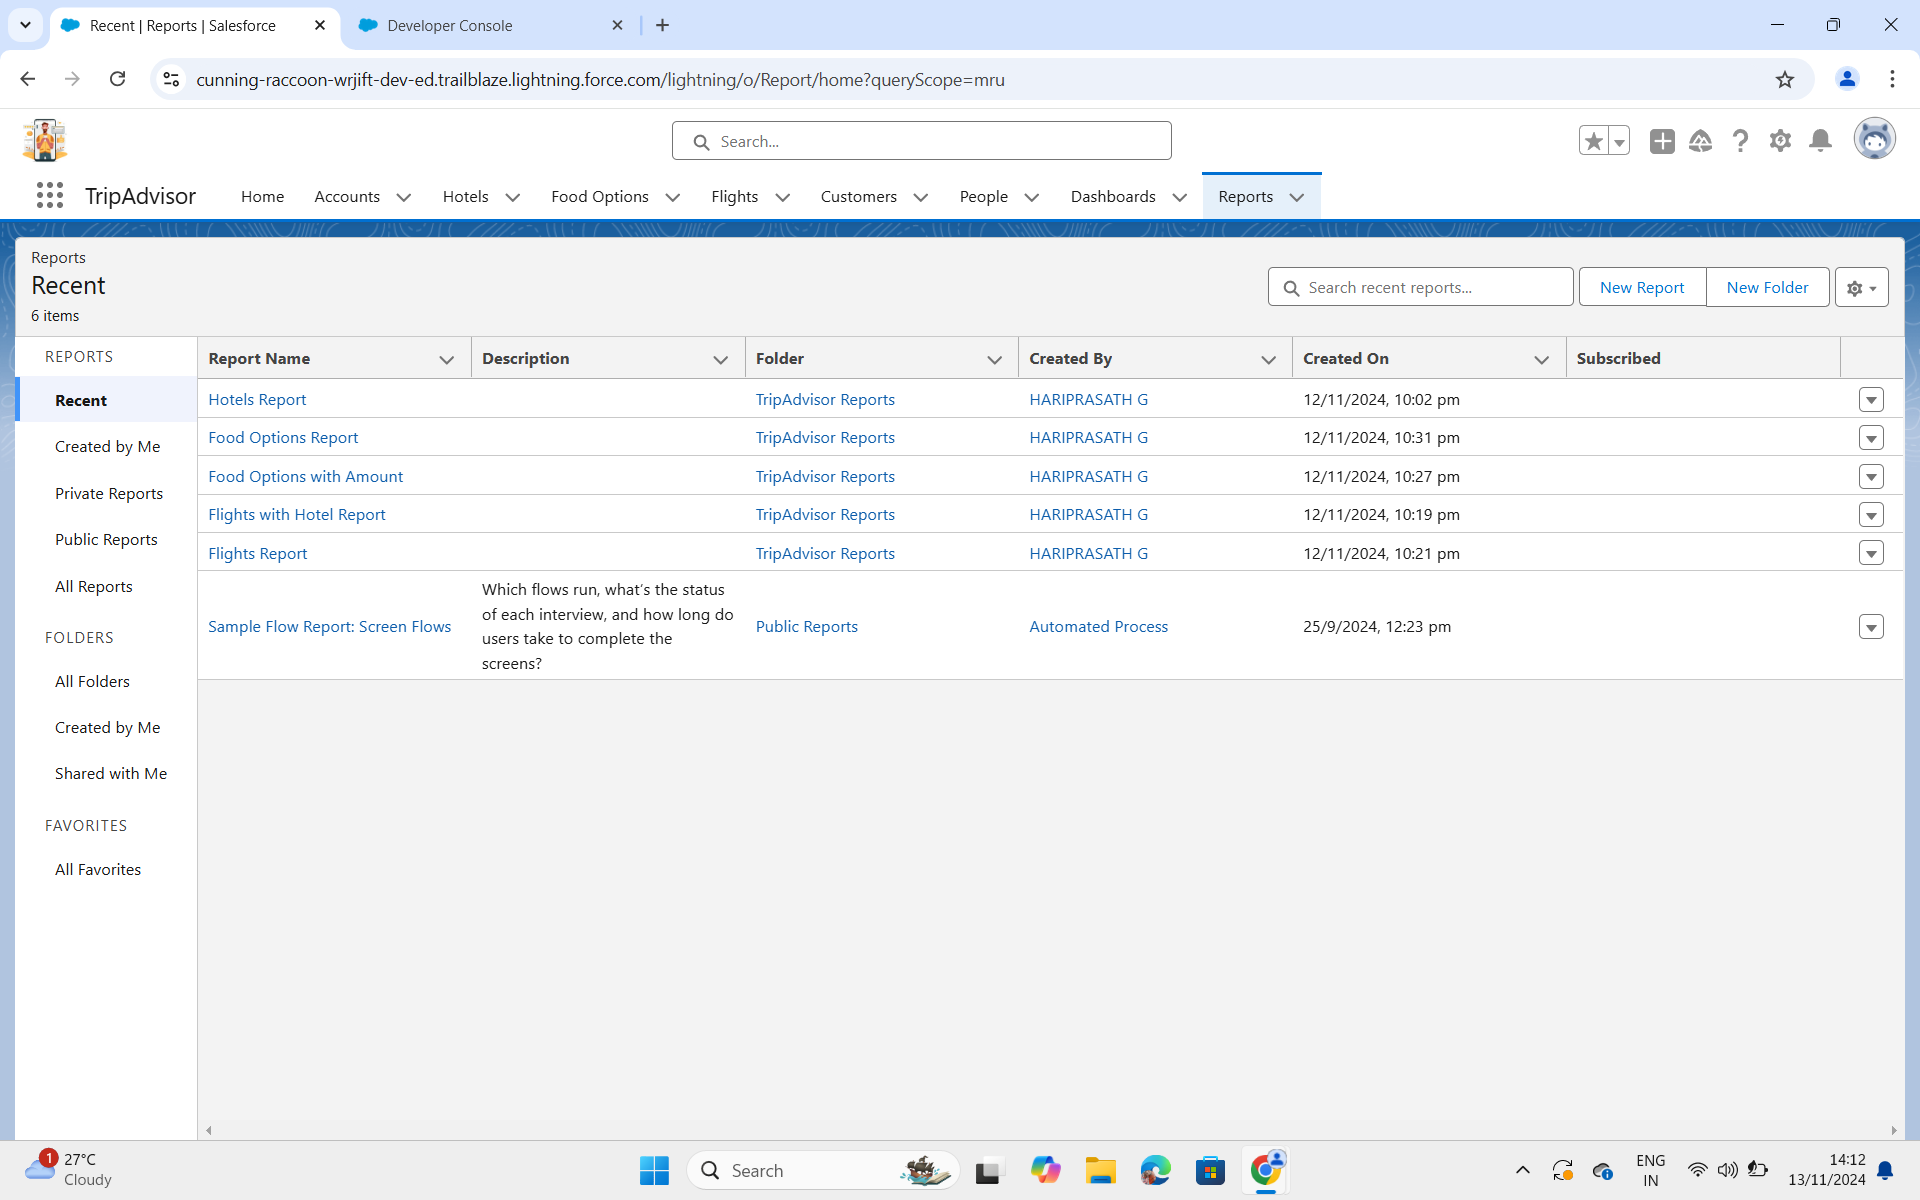 Recent | Reports | Salesforce
Developer Console
cunning-raccoon-wrjift-dev-ed.trailblaze.lightning.force.com/lightning/o/Report/home?queryScope=mru
Search...
TripAdvisor Home Accounts Hotels Food Options Flights Customers People Dashboards Reports
Reports
Recent
6 items
Search recent reports...
New Report
New Folder
REPORTS
Recent
Created by Me
Private Reports
Public Reports
All Reports
FOLDERS
All Folders
Created by Me
Shared with Me
FAVORITES
All Favorites
Report Name Description Folder Created By Created On Subscribed
Hotels Report TripAdvisor Reports HARIPRASATH G 12/11/2024, 10:02 pm
Food Options Report TripAdvisor Reports HARIPRASATH G 12/11/2024, 10:31 pm
Food Options with Amount TripAdvisor Reports HARIPRASATH G 12/11/2024, 10:27 pm
Flights with Hotel Report TripAdvisor Reports HARIPRASATH G 12/11/2024, 10:19 pm
Flights Report TripAdvisor Reports HARIPRASATH G 12/11/2024, 10:21 pm
Sample Flow Report: Screen Flows
Which flows run, what's the status
of each interview, and how long do
users take to complete the
screens?
Public Reports Automated Process 25/9/2024, 12:23 pm
1
27°C
Cloudy
Search
ENG
IN
14:12
13/11/2024